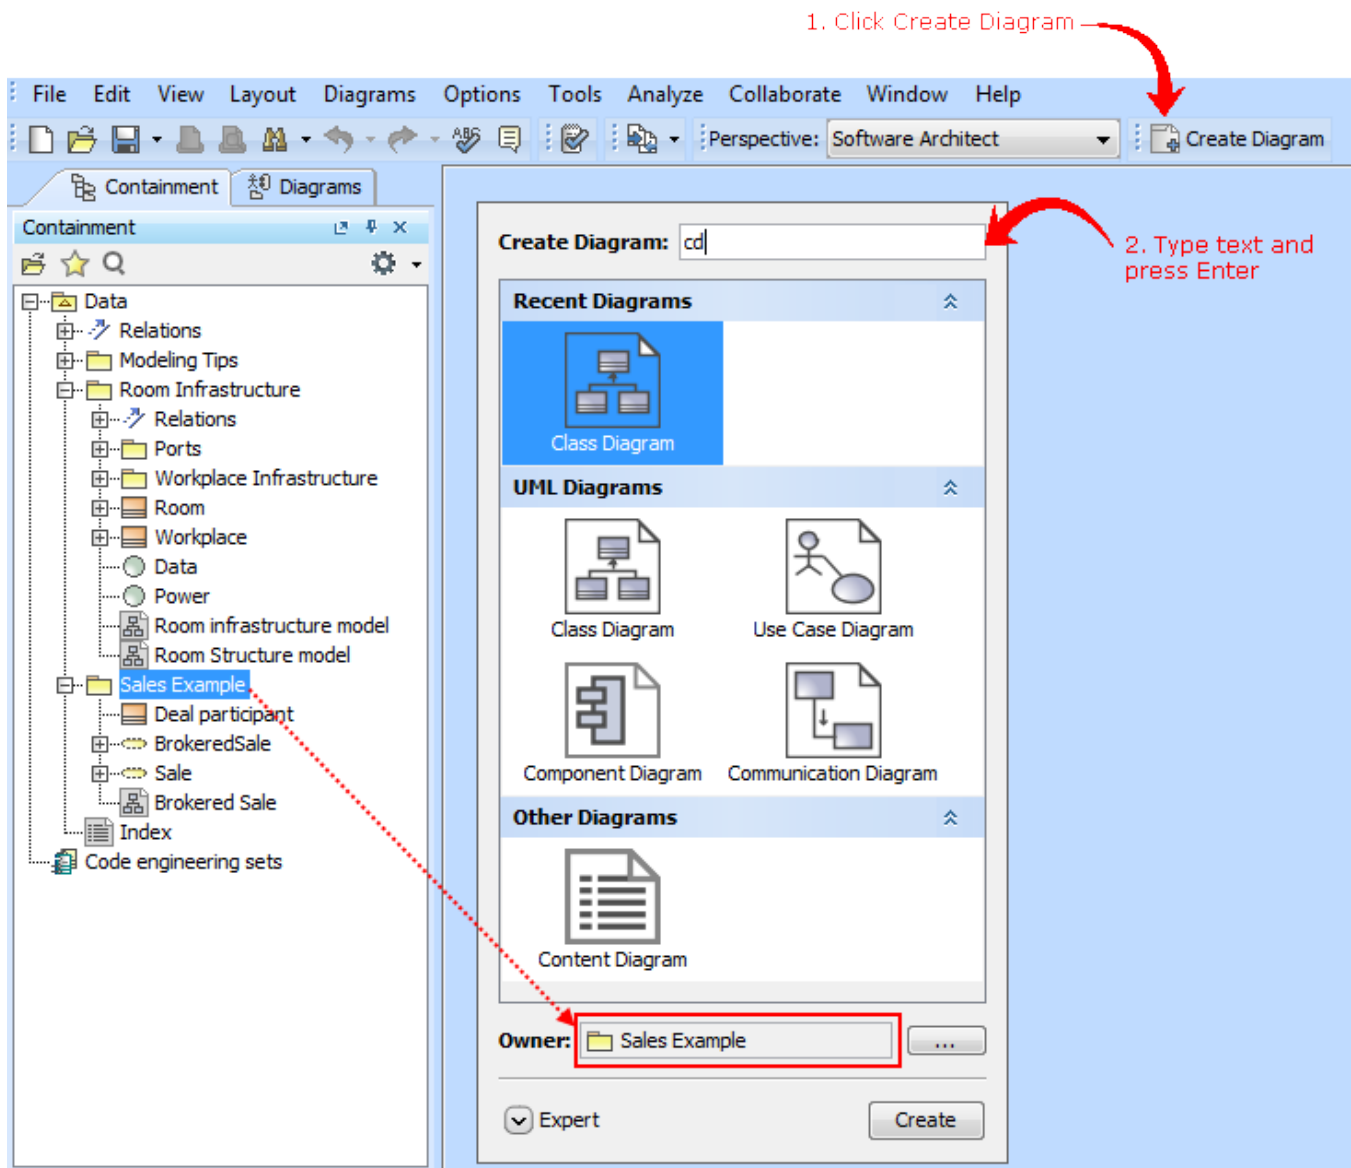 1. Click Create Diagram
File Edit View Layout Diagrams Options Tools Analyze Collaborate Window Help
ABS Perspective: Software Architect Create Diagram
Containment Diagrams
Containment
Create Diagram: cd
2. Type text and
press Enter
Data
Relations
Modeling Tips
Room Infrastructure
Relations
Ports
Workplace Infrastructure
Room
Workplace
Data
Power
Room infrastructure model
Room Structure model
Sales Example
Deal participant
BrokeredSale
Sale
Brokered Sale
Index
Code engineering sets
Recent Diagrams
Class Diagram
UML Diagrams
Class Diagram Use Case Diagram
Component Diagram Communication Diagram
Other Diagrams
Content Diagram
Owner: Sales Example ...
Expert Create